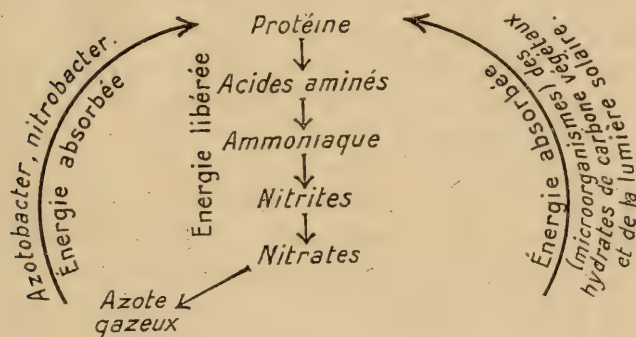 Protéine
Acides aminés
Ammoniaque
Nitrites
Nitrates
Azote
gazeux
Énergie libérée
Azotobacter, nitrobacter.
Énergie absorbée
Énergie absorbée
(microorganismes) des
hydrates de carbone végétaux
et de la lumière solaire.